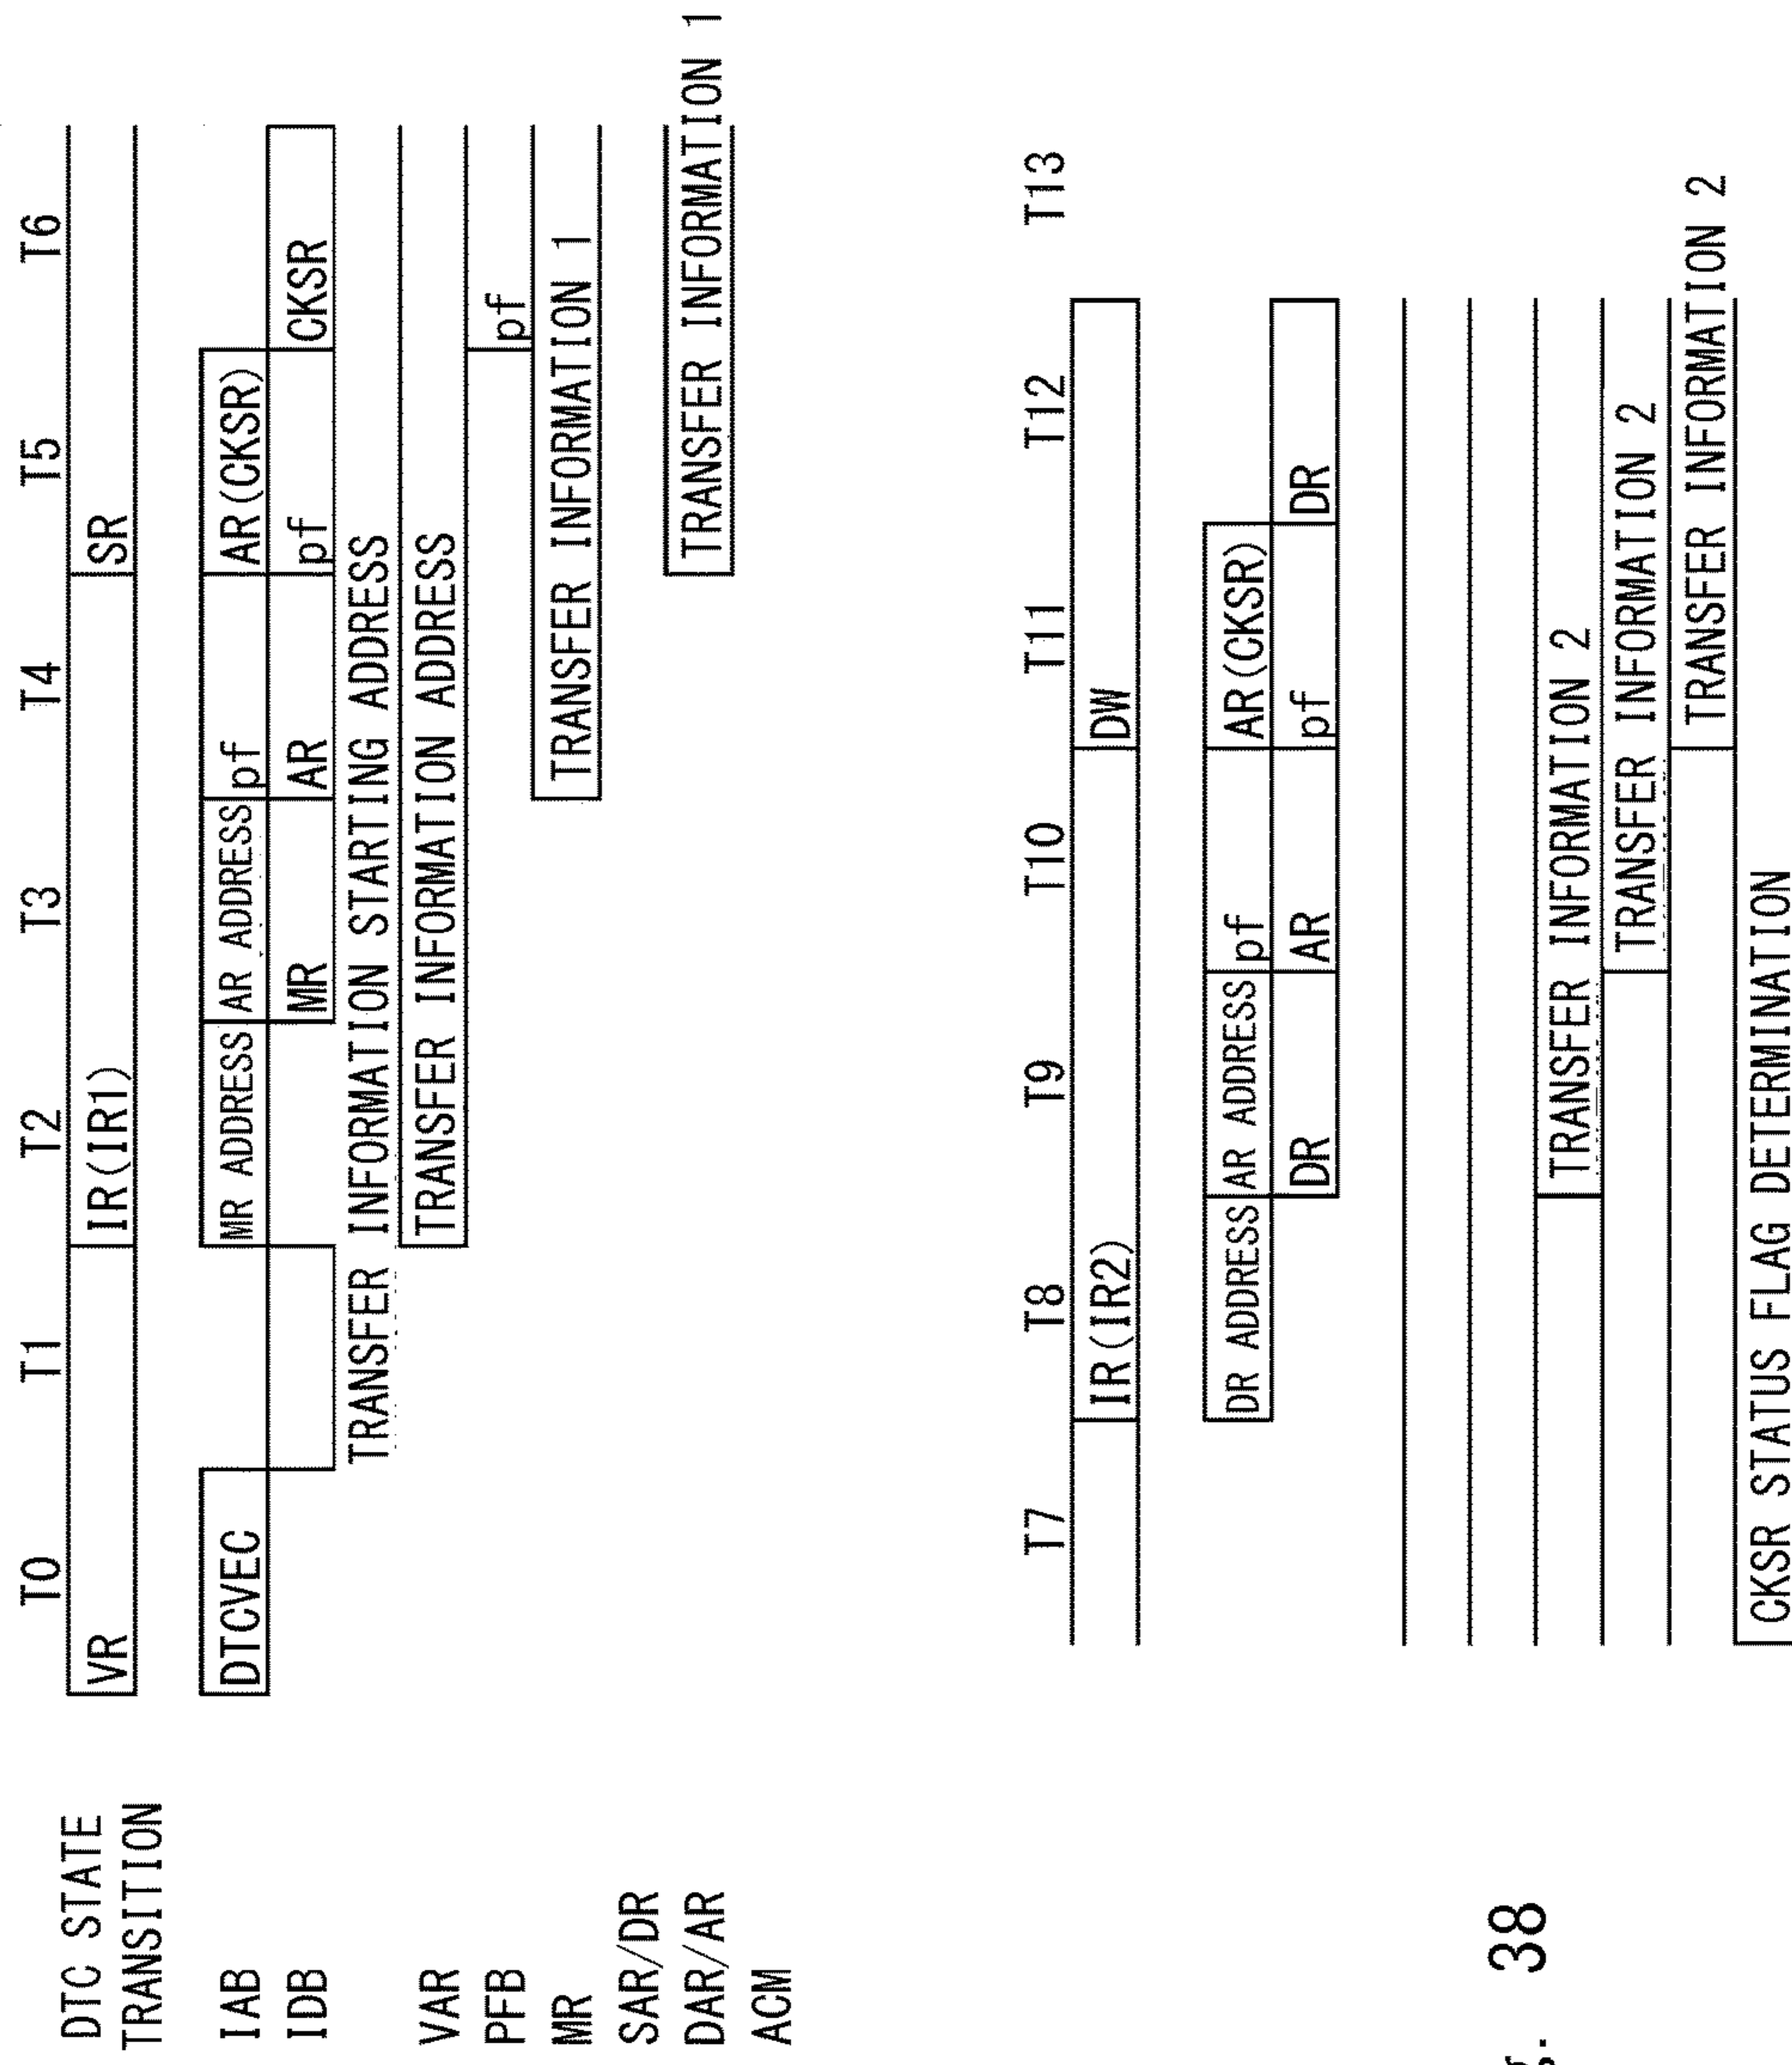 T0 T1 T2 T3 T4 T5 T6
DTC STATE TRANSITION
VR IR(IR1) SR
IAB DTCVEC MR ADDRESS AR ADDRESS pf AR(CKSR)
IDB MR AR pf CKSR
TRANSFER INFORMATION STARTING ADDRESS
VAR TRANSFER INFORMATION ADDRESS
PFB pf
MR TRANSFER INFORMATION 1
SAR/DR
DAR/AR TRANSFER INFORMATION 1
ACM
T7 T8 T9 T10 T11 T12 T13
IR(IR2) DW
DR ADDRESS AR ADDRESS pf AR(CKSR)
DR AR pf DR
TRANSFER INFORMATION 2
TRANSFER INFORMATION 2
TRANSFER INFORMATION 2
CKSR STATUS FLAG DETERMINATION
38